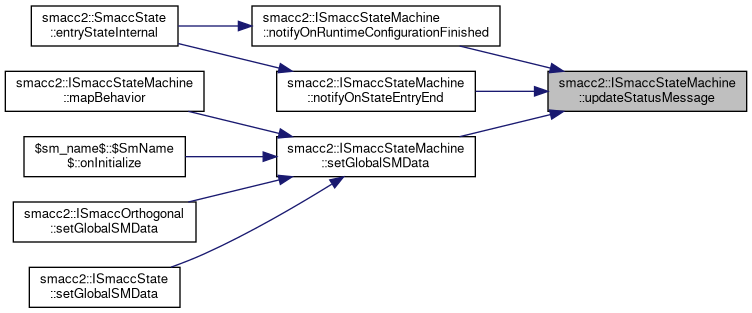 smacc2::SmaccState
::entryStateInternal
smacc2::ISmaccStateMachine
::notifyOnRuntimeConfigurationFinished
smacc2::ISmaccStateMachine
::mapBehavior
smacc2::ISmaccStateMachine
::notifyOnStateEntryEnd
smacc2::ISmaccStateMachine
::updateStatusMessage
$sm_name$::$SmName
$::onInitialize
smacc2::ISmaccStateMachine
::setGlobalSMData
smacc2::ISmaccOrthogonal
::setGlobalSMData
smacc2::ISmaccState
::setGlobalSMData